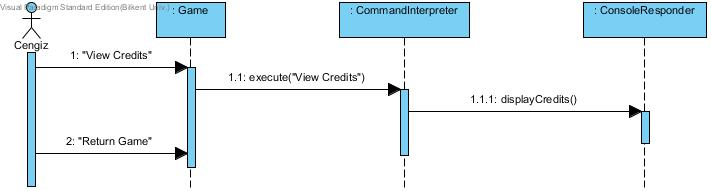 Visual Paradigm Standard Edition(Bilkent Univ.)
: Game
: CommandInterpreter
: ConsoleResponder
Cengiz
1: "View Credits"
1.1: execute("View Credits")
1.1.1: displayCredits()
2: "Return Game"